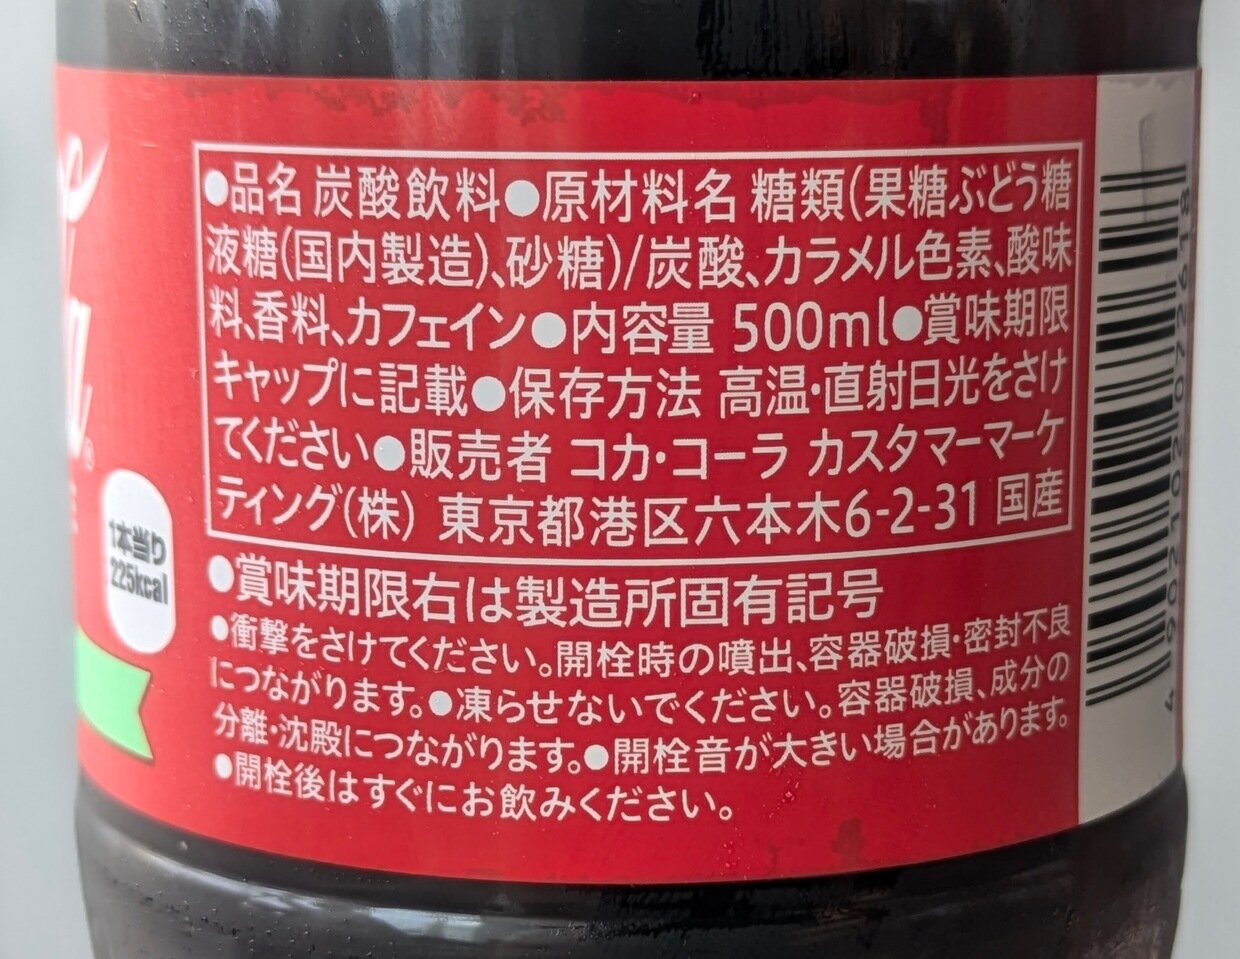 ●品名 炭酸飲料●原材料名 糖類(果糖ぶどう糖
液糖(国内製造)、砂糖)/炭酸、カラメル色素、酸味
料、香料、カフェイン●内容量 500ml●賞味期限
キャップに記載●保存方法 高温・直射日光をさけ
てください●販売者 コカ・コーラ カスタマーマーケ
ティング(株) 東京都港区六本木6-2-31 国産
●賞味期限右は製造所固有記号
●衝撃をさけてください。開栓時の噴出、容器破損・密封不良
につながります。●凍らせないでください。容器破損、成分の
分離・沈殿につながります。●開栓音が大きい場合があります。
●開栓後はすぐにお飲みください。
1本当り
225kcal
4902102072618